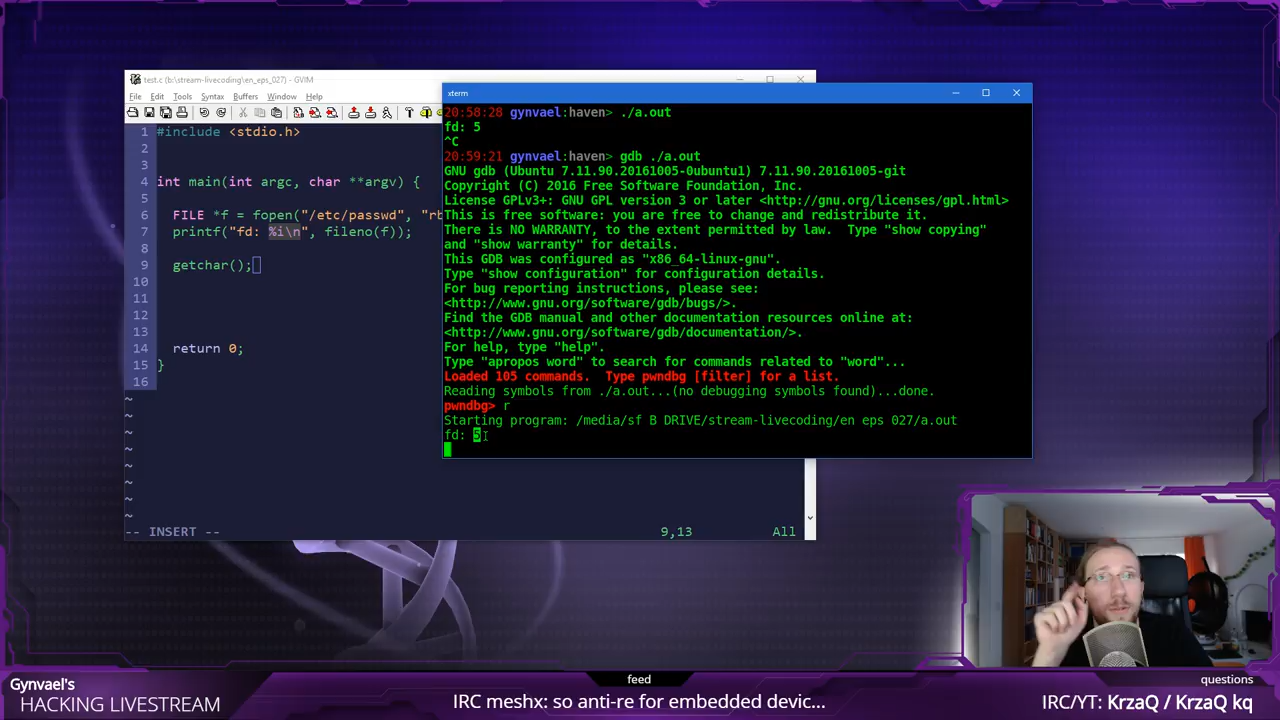 test.c (b:\stream-livecoding\en_eps_027) - GVIM
File Edit Tools Syntax Buffers Window Help
1 #include <stdio.h>
2
3
4 int main(int argc, char **argv) {
5
6 FILE *f = fopen("/etc/passwd", "rb
7 printf("fd: %i\n", fileno(f));
8
9 getchar();
10
11
12
13
14 return 0;
15 }
16
~
~
~
~
~
~
~
~
-- INSERT -- 9,13 All
xterm
20:58:28 gynvael:haven> ./a.out
fd: 5
^C
20:59:21 gynvael:haven> gdb ./a.out
GNU gdb (Ubuntu 7.11.90.20161005-0ubuntu1) 7.11.90.20161005-git
Copyright (C) 2016 Free Software Foundation, Inc.
License GPLv3+: GNU GPL version 3 or later <http://gnu.org/licenses/gpl.html>
This is free software: you are free to change and redistribute it.
There is NO WARRANTY, to the extent permitted by law.  Type "show copying"
and "show warranty" for details.
This GDB was configured as "x86_64-linux-gnu".
Type "show configuration" for configuration details.
For bug reporting instructions, please see:
<http://www.gnu.org/software/gdb/bugs/>.
Find the GDB manual and other documentation resources online at:
<http://www.gnu.org/software/gdb/documentation/>.
For help, type "help".
Type "apropos word" to search for commands related to "word"...
Loaded 105 commands.  Type pwndbg [filter] for a list.
Reading symbols from ./a.out...(no debugging symbols found)...done.
pwndbg> r
Starting program: /media/sf B DRIVE/stream-livecoding/en eps 027/a.out
fd: 5
Gynvael's
HACKING LIVESTREAM
feed
IRC meshx: so anti-re for embedded devic...
questions
IRC/YT: KrzaQ / KrzaQ kq